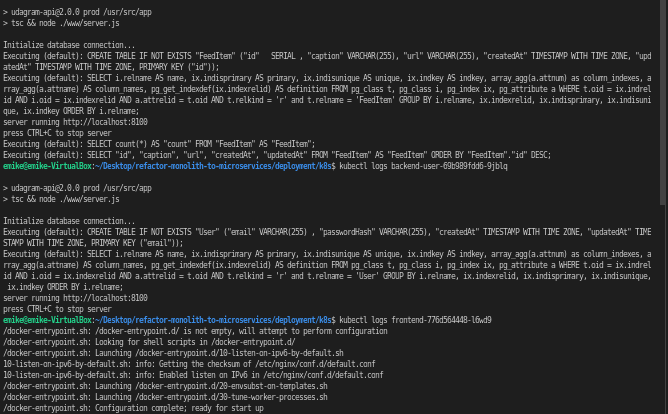 > udagram-api@2.0.0 prod /usr/src/app
> tsc && node ./www/server.js
Initialize database connection...
Executing (default): CREATE TABLE IF NOT EXISTS "FeedItem" ("id"   SERIAL , "caption" VARCHAR(255), "url" VARCHAR(255), "createdAt" TIMESTAMP WITH TIME ZONE, "upd
atedAt" TIMESTAMP WITH TIME ZONE, PRIMARY KEY ("id"));
Executing (default): SELECT i.relname AS name, ix.indisprimary AS primary, ix.indisunique AS unique, ix.indkey AS indkey, array_agg(a.attnum) as column_indexes, a
rray_agg(a.attname) AS column_names, pg_get_indexdef(ix.indexrelid) AS definition FROM pg_class t, pg_class i, pg_index ix, pg_attribute a WHERE t.oid = ix.indrel
id AND i.oid = ix.indexrelid AND a.attrelid = t.oid AND t.relkind = 'r' and t.relname = 'FeedItem' GROUP BY i.relname, ix.indexrelid, ix.indisprimary, ix.indisuni
que, ix.indkey ORDER BY i.relname;
server running http://localhost:8100
press CTRL+C to stop server
Executing (default): SELECT count(*) AS "count" FROM "FeedItem" AS "FeedItem";
Executing (default): SELECT "id", "caption", "url", "createdAt", "updatedAt" FROM "FeedItem" AS "FeedItem" ORDER BY "FeedItem"."id" DESC;
emike@emike-VirtualBox:~/Desktop/refactor-monolith-to-microservices/deployment/k8s$ kubectl logs backend-user-69b989fdd6-9jblq
> udagram-api@2.0.0 prod /usr/src/app
> tsc && node ./www/server.js
Initialize database connection...
Executing (default): CREATE TABLE IF NOT EXISTS "User" ("email" VARCHAR(255) , "passwordHash" VARCHAR(255), "createdAt" TIMESTAMP WITH TIME ZONE, "updatedAt" TIME
STAMP WITH TIME ZONE, PRIMARY KEY ("email"));
Executing (default): SELECT i.relname AS name, ix.indisprimary AS primary, ix.indisunique AS unique, ix.indkey AS indkey, array_agg(a.attnum) as column_indexes, a
rray_agg(a.attname) AS column_names, pg_get_indexdef(ix.indexrelid) AS definition FROM pg_class t, pg_class i, pg_index ix, pg_attribute a WHERE t.oid = ix.indrel
id AND i.oid = ix.indexrelid AND a.attrelid = t.oid AND t.relkind = 'r' and t.relname = 'User' GROUP BY i.relname, ix.indexrelid, ix.indisprimary, ix.indisunique,
 ix.indkey ORDER BY i.relname;
server running http://localhost:8100
press CTRL+C to stop server
emike@emike-VirtualBox:~/Desktop/refactor-monolith-to-microservices/deployment/k8s$ kubectl logs frontend-776d564448-l6wd9
/docker-entrypoint.sh: /docker-entrypoint.d/ is not empty, will attempt to perform configuration
/docker-entrypoint.sh: Looking for shell scripts in /docker-entrypoint.d/
/docker-entrypoint.sh: Launching /docker-entrypoint.d/10-listen-on-ipv6-by-default.sh
10-listen-on-ipv6-by-default.sh: info: Getting the checksum of /etc/nginx/conf.d/default.conf
10-listen-on-ipv6-by-default.sh: info: Enabled listen on IPv6 in /etc/nginx/conf.d/default.conf
/docker-entrypoint.sh: Launching /docker-entrypoint.d/20-envsubst-on-templates.sh
/docker-entrypoint.sh: Launching /docker-entrypoint.d/30-tune-worker-processes.sh
/docker-entrypoint.sh: Configuration complete; ready for start up